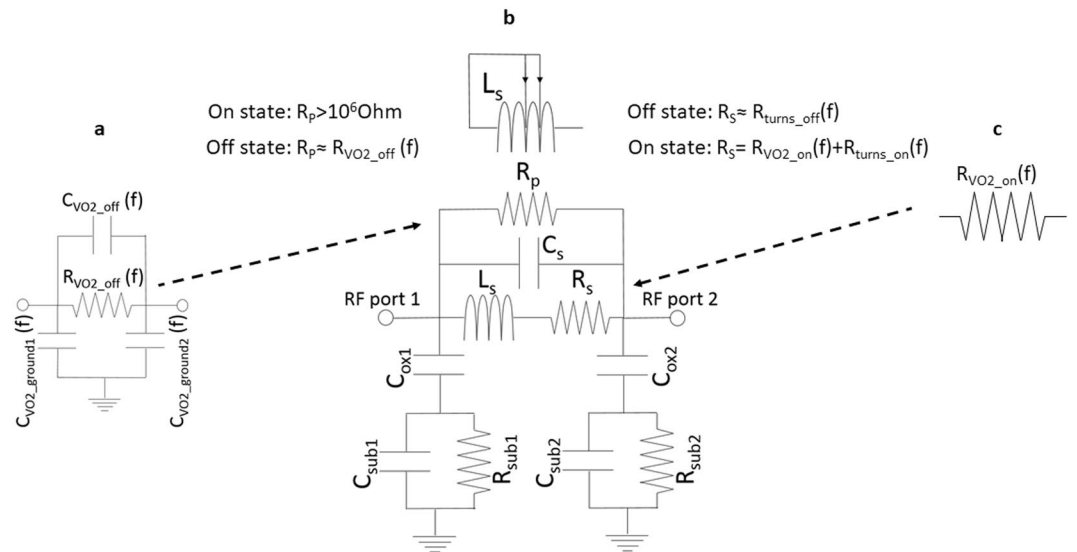 b
L_s
On state: R_P>10^6Ohm
Off state: R_P≈ R_VO2_off (f)
Off state: R_S≈ R_turns_off(f)
On state: R_S= R_VO2_on(f)+R_turns_on(f)
a
c
C_VO2_off (f)
R_VO2_off (f)
C_VO2_ground1 (f)
C_VO2_ground2 (f)
R_p
C_s
L_s
R_s
RF port 1
RF port 2
C_ox1
C_ox2
C_sub1
R_sub1
C_sub2
R_sub2
R_VO2_on(f)